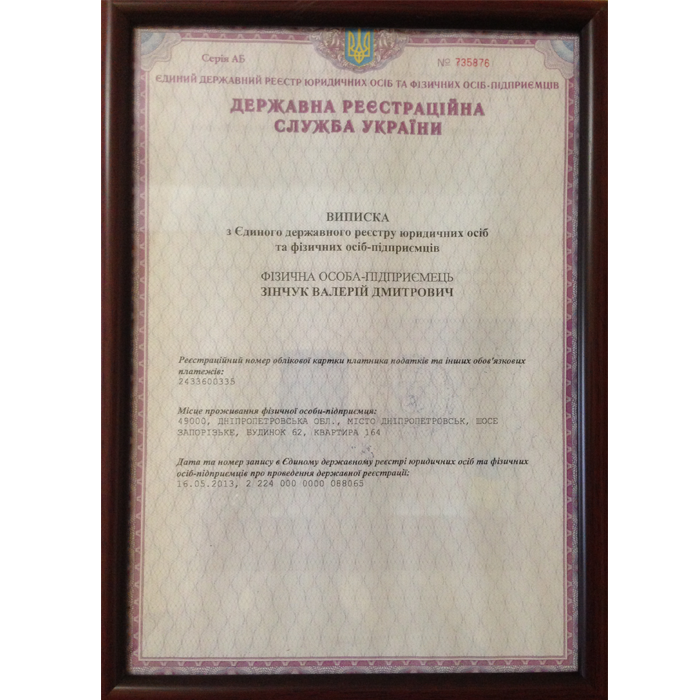 Серія АБ № 735876
ЄДИНИЙ ДЕРЖАВНИЙ РЕЄСТР ЮРИДИЧНИХ ОСІБ ТА ФІЗИЧНИХ ОСІБ-ПІДПРИЄМЦІВ
ДЕРЖАВНА РЕЄСТРАЦІЙНА
СЛУЖБА УКРАЇНИ
ВИПИСКА
з Єдиного державного реєстру юридичних осіб
та фізичних осіб-підприємців
ФІЗИЧНА ОСОБА-ПІДПРИЄМЕЦЬ
ЗІНЧУК ВАЛЕРІЙ ДМИТРОВИЧ
Реєстраційний номер облікової картки платника податків та інших обов'язкових
платежів:
2433600335
Місце проживання фізичної особи-підприємця:
49000, ДНІПРОПЕТРОВСЬКА ОБЛ., МІСТО ДНІПРОПЕТРОВСЬК, ШОСЕ
ЗАПОРІЗЬКЕ, БУДИНОК 62, КВАРТИРА 164
Дата та номер запису в Єдиному державному реєстрі юридичних осіб та фізичних
осіб-підприємців про проведення державної реєстрації:
16.05.2013, 2 224 000 0000 088065